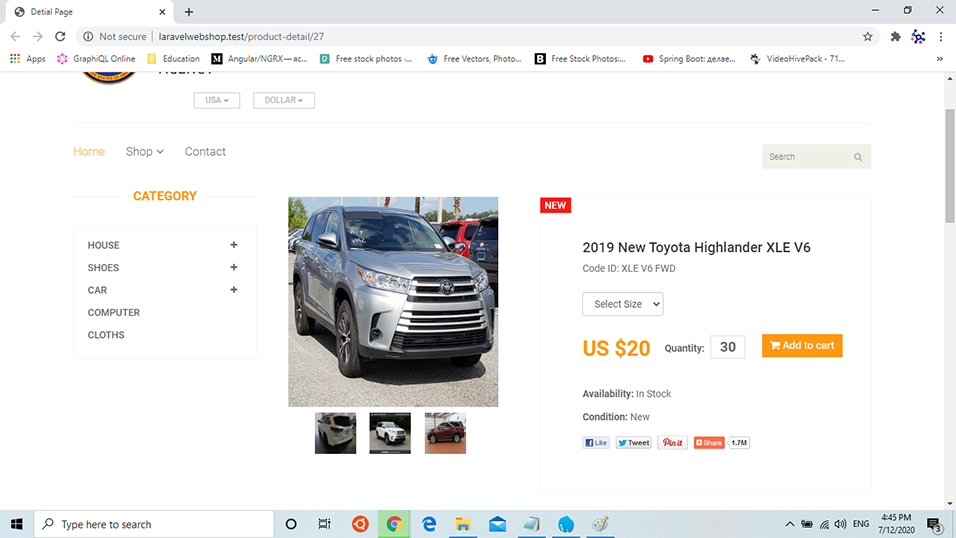 Detial Page
Not secure | laravelwebshop.test/product-detail/27
Apps GraphiQL Online Education Angular/NGRX — яс... Free stock photos -... Free Vectors, Photo... Free Stock Photos:... Spring Boot: делае... VideoHivePack - 71... »
USA DOLLAR
Home Shop Contact
Search
CATEGORY
HOUSE +
SHOES +
CAR +
COMPUTER
CLOTHS
NEW
2019 New Toyota Highlander XLE V6
Code ID: XLE V6 FWD
Select Size
US $20 Quantity: 30 Add to cart
Availability: In Stock
Condition: New
Like Tweet Pin it Share 1.7M
Type here to search
ENG
4:45 PM
7/12/2020
3